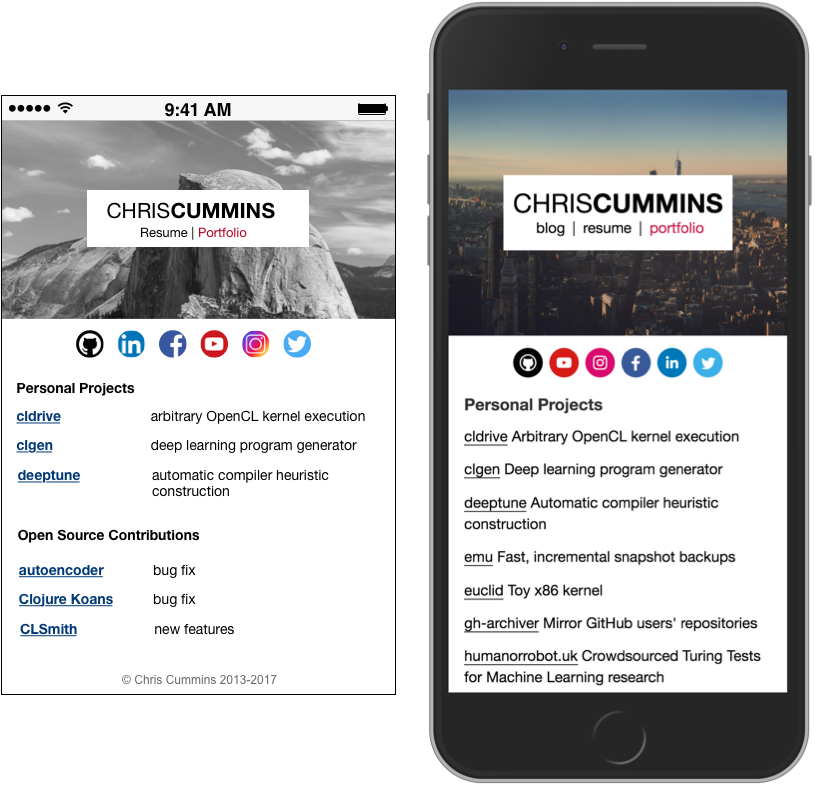 9:41 AM
CHRISCUMMINS
Resume | Portfolio
Personal Projects
cldrive arbitrary OpenCL kernel execution
clgen deep learning program generator
deeptune automatic compiler heuristic
construction
Open Source Contributions
autoencoder bug fix
Clojure Koans bug fix
CLSmith new features
© Chris Cummins 2013-2017
CHRISCUMMINS
blog | resume | portfolio
Personal Projects
cldrive Arbitrary OpenCL kernel execution
clgen Deep learning program generator
deeptune Automatic compiler heuristic
construction
emu Fast, incremental snapshot backups
euclid Toy x86 kernel
gh-archiver Mirror GitHub users' repositories
humanorrobot.uk Crowdsourced Turing Tests
for Machine Learning research